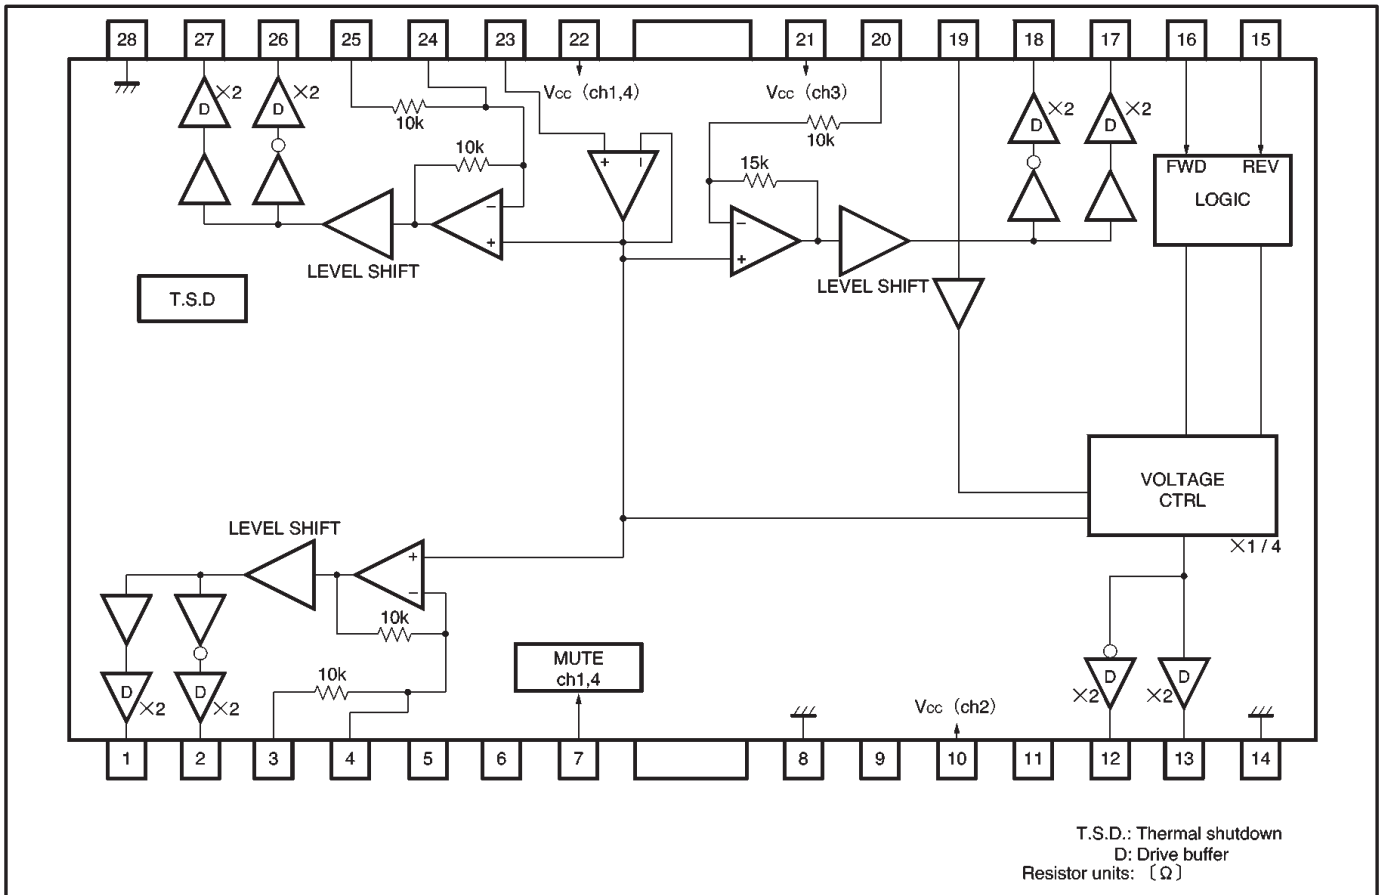 28 27 26 25 24 23 22 21 20 19 18 17 16 15
D ×2 D ×2 Vcc (ch1,4) Vcc (ch3) D ×2 D ×2
10k 10k
10k + − 15k FWD REV
LOGIC
− +
− +
LEVEL SHIFT LEVEL SHIFT
T.S.D
VOLTAGE
CTRL
×1/4
LEVEL SHIFT
+ −
10k
10k
MUTE
ch1,4
D ×2 D ×2 Vcc (ch2) ×2 D ×2 D
1 2 3 4 5 6 7 8 9 10 11 12 13 14
T.S.D.: Thermal shutdown
D: Drive buffer
Resistor units: 〔Ω〕